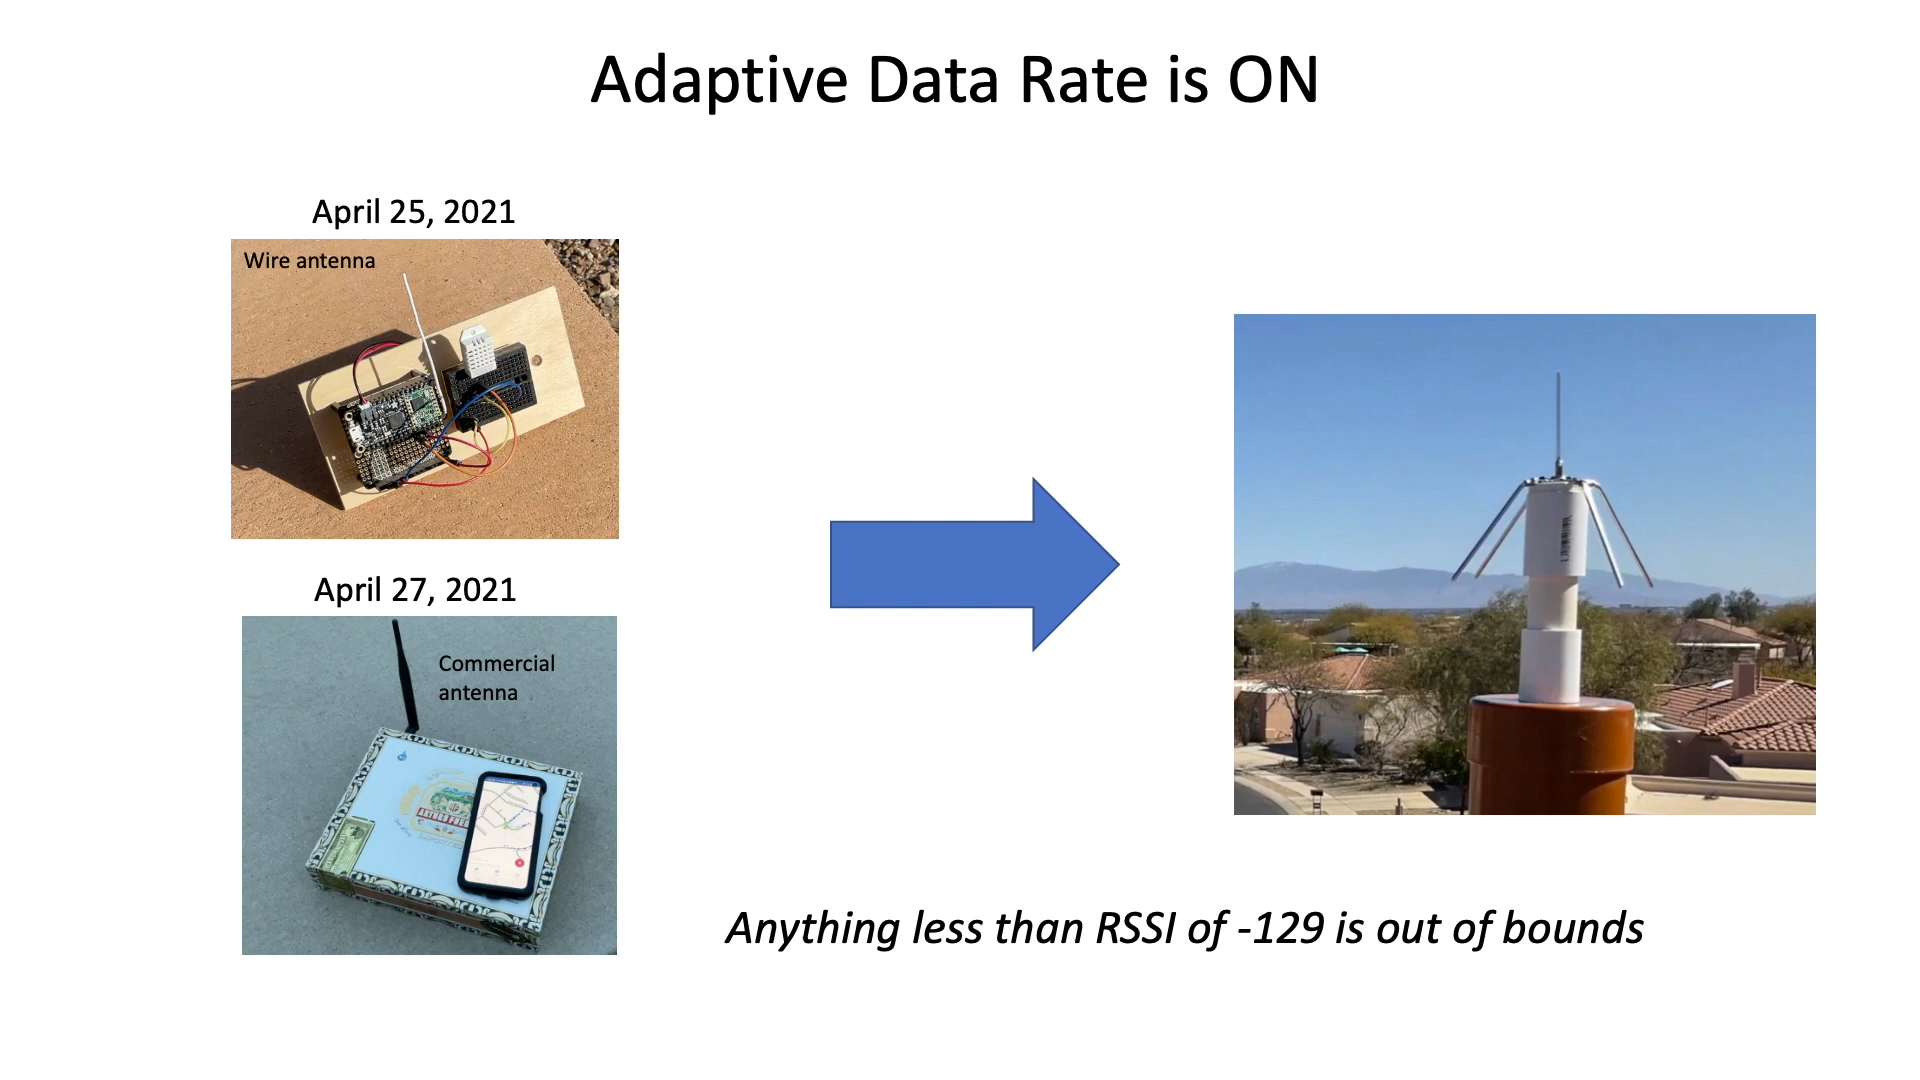 Adaptive Data Rate is ON
April 25, 2021
Wire antenna
April 27, 2021
Commercial
antenna
Anything less than RSSI of -129 is out of bounds